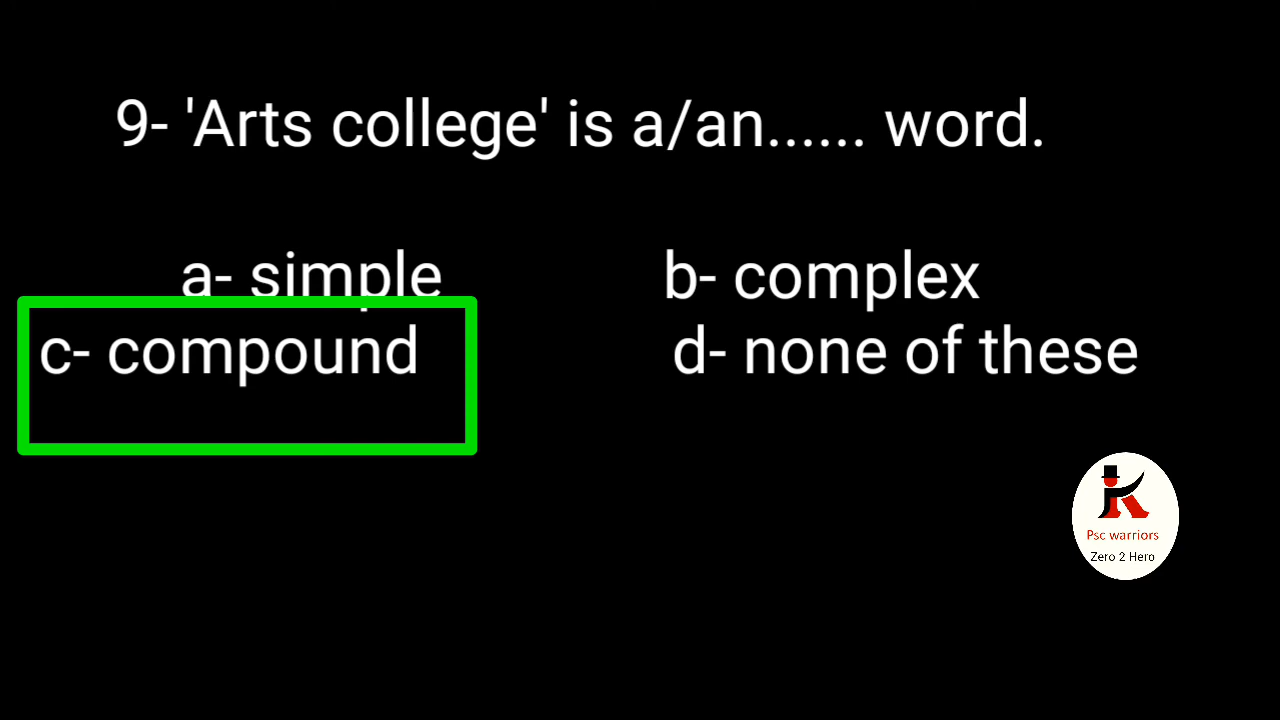 9- 'Arts college' is a/an...... word.
a- simple b- complex
c- compound d- none of these
Psc warriors
Zero 2 Hero